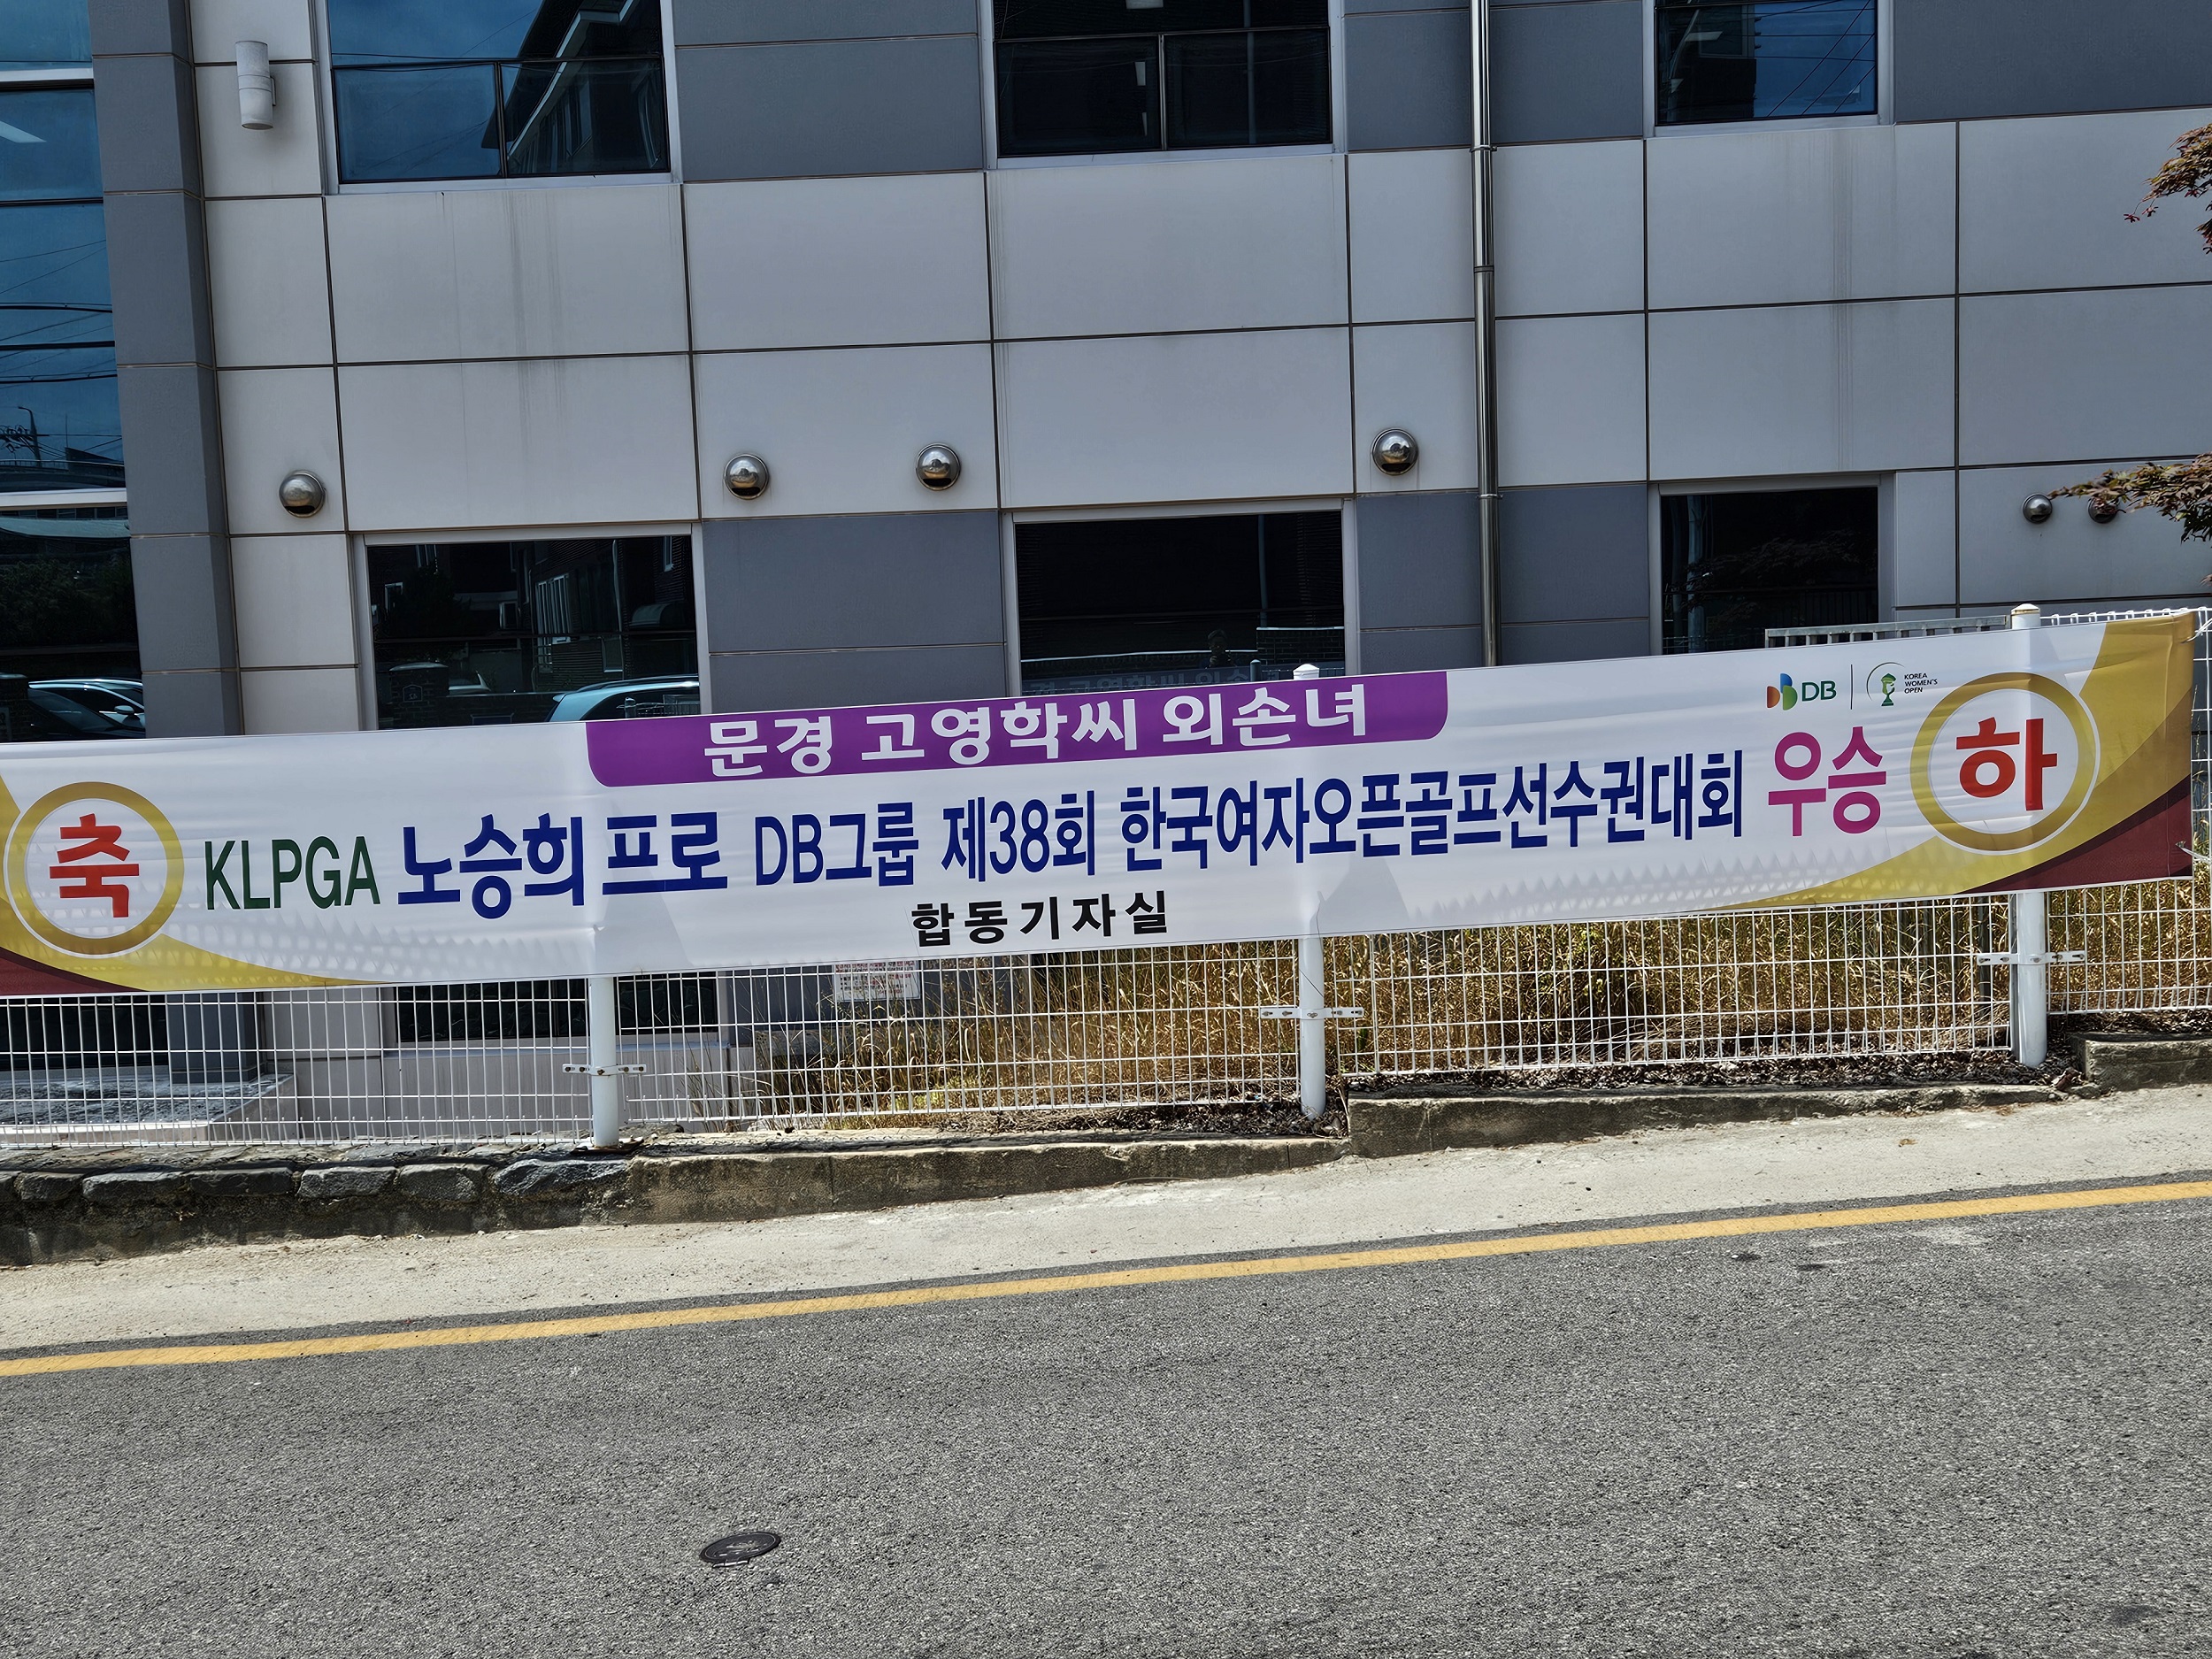 문경 고영학씨 외손녀
DB
KOREA
WOMEN'S
OPEN
축 KLPGA 노승희 프로 DB그룹 제38회 한국여자오픈골프선수권대회 우승 하
합동기자실